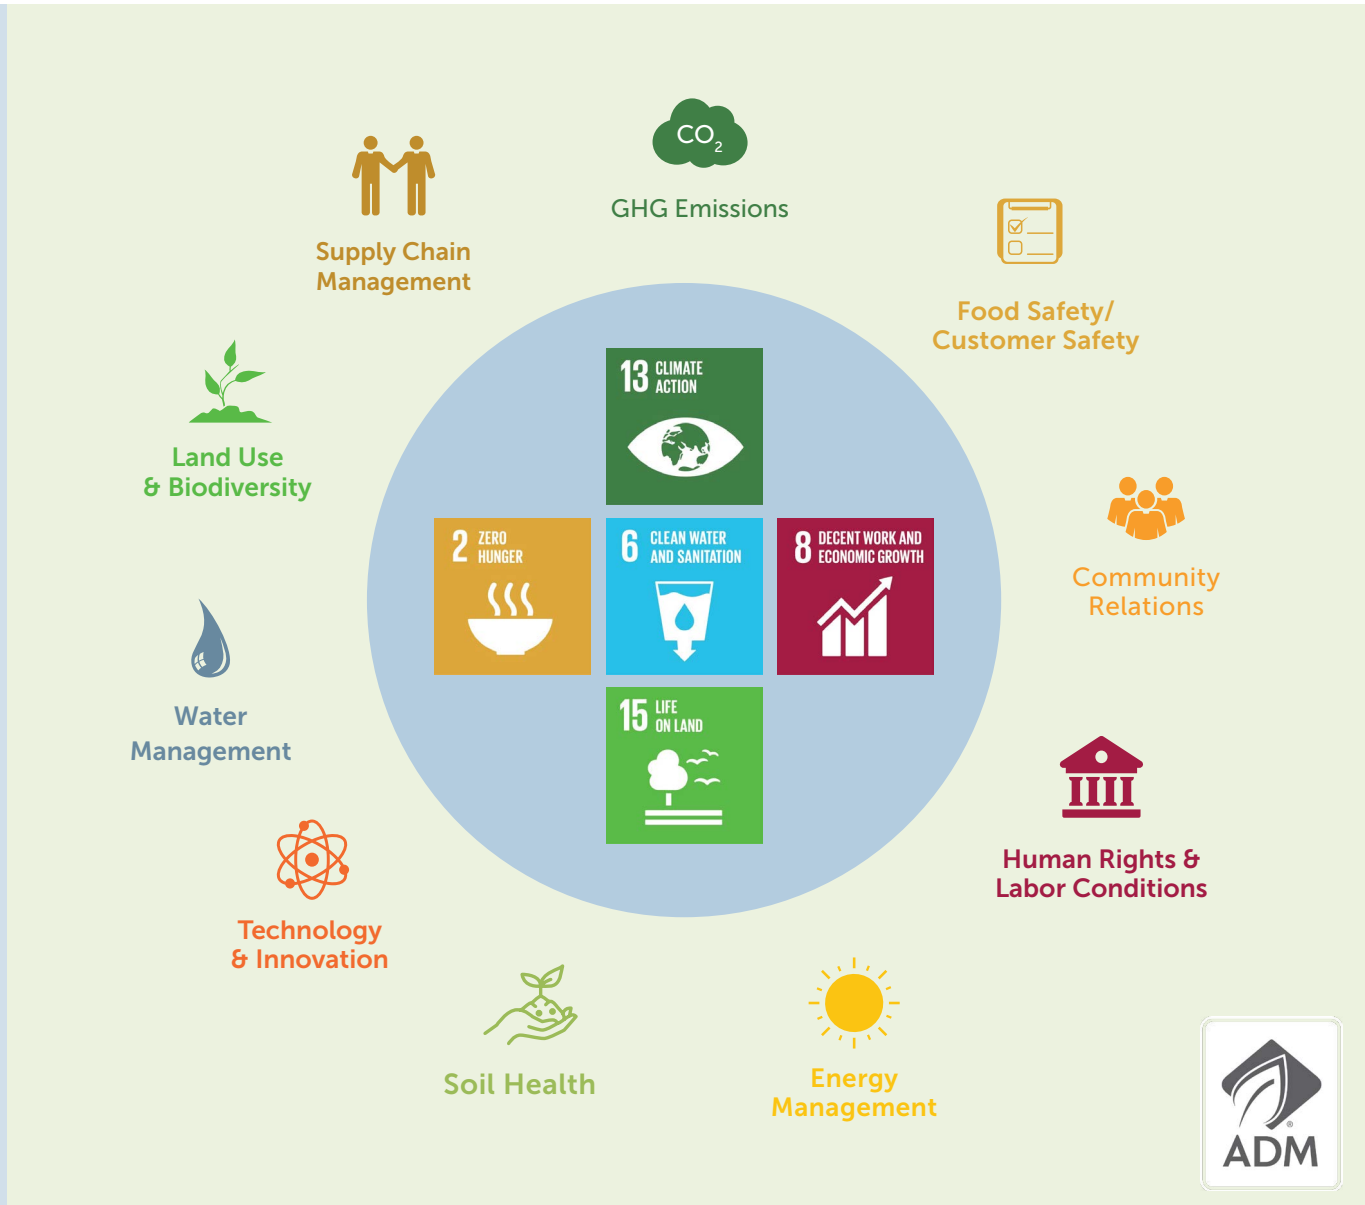 CO2
GHG Emissions
Supply Chain
Management
Food Safety/
Customer Safety
Land Use
& Biodiversity
Community
Relations
Water
Management
Human Rights &
Labor Conditions
Technology
& Innovation
Soil Health
Energy
Management
13 CLIMATE
ACTION
2 ZERO
HUNGER
6 CLEAN WATER
AND SANITATION
8 DECENT WORK AND
ECONOMIC GROWTH
15 LIFE
ON LAND
®
ADM